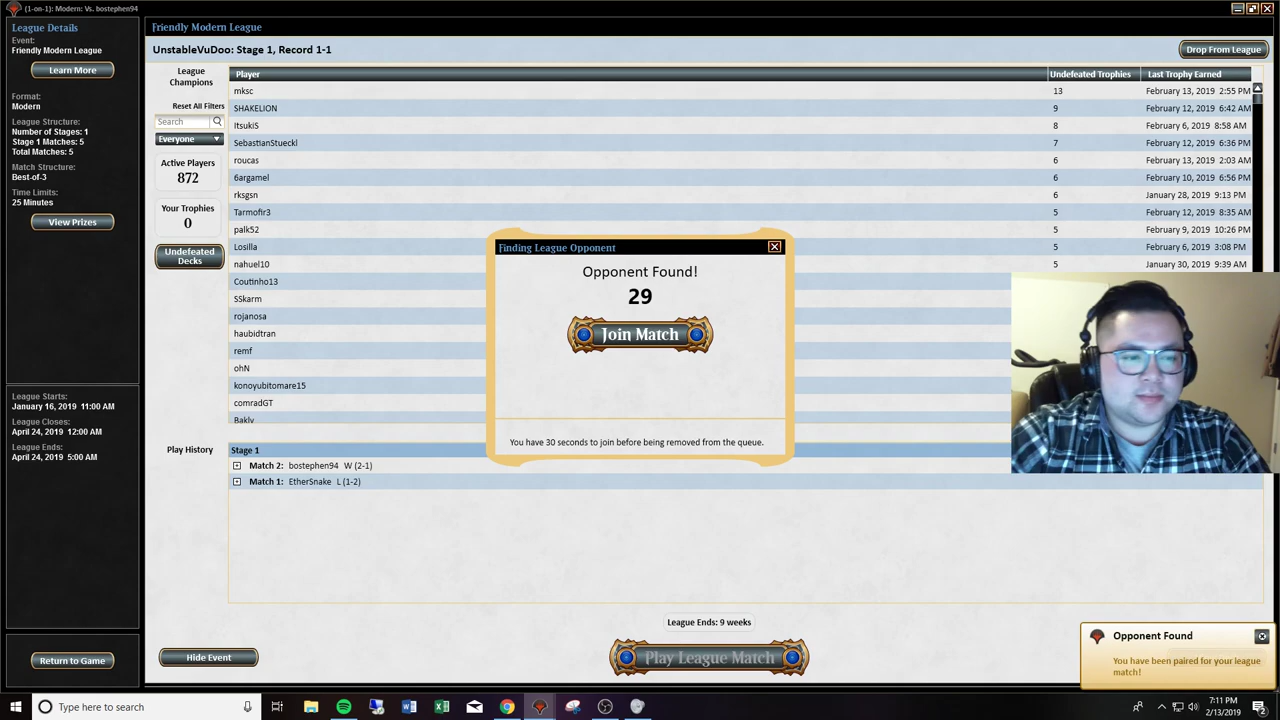 (1-on-1): Modern: Vs. bostephen94
League Details
Event:
Friendly Modern League
Learn More
Format:
Modern
League Structure:
Number of Stages: 1
Stage 1 Matches: 5
Total Matches: 5
Match Structure:
Best-of-3
Time Limits:
25 Minutes
View Prizes
League Starts:
January 16, 2019 11:00 AM
League Closes:
April 24, 2019 12:00 AM
League Ends:
April 24, 2019 5:00 AM
Return to Game
Friendly Modern League
UnstableVuDoo: Stage 1, Record 1-1
Drop From League
League
Champions
Reset All Filters
Search
Everyone
Active Players
872
Your Trophies
0
Undefeated
Decks
Player Undefeated Trophies Last Trophy Earned
mksc 13 February 13, 2019 2:55 PM
SHAKELION 9 February 12, 2019 6:42 AM
ItsukiS 8 February 6, 2019 8:58 AM
SebastianStueckl 7 February 12, 2019 6:36 PM
roucas 6 February 13, 2019 2:03 AM
6argamel 6 February 10, 2019 6:56 PM
rksgsn 6 January 28, 2019 9:13 PM
Tarmofir3 5 February 12, 2019 8:35 AM
palk52 5 February 9, 2019 10:26 PM
Losilla 5 February 6, 2019 3:08 PM
nahuel10 5 January 30, 2019 9:39 AM
Coutinho13
SSkarm
rojanosa
haubidtran
remf
ohN
konoyubitomare15
comradGT
Bakly
Finding League Opponent
Opponent Found!
29
Join Match
You have 30 seconds to join before being removed from the queue.
Play History
Stage 1
Match 2: bostephen94 W (2-1)
Match 1: EtherSnake L (1-2)
League Ends: 9 weeks
Hide Event
Play League Match
Opponent Found
You have been paired for your league
match!
Type here to search
7:11 PM
2/13/2019
2